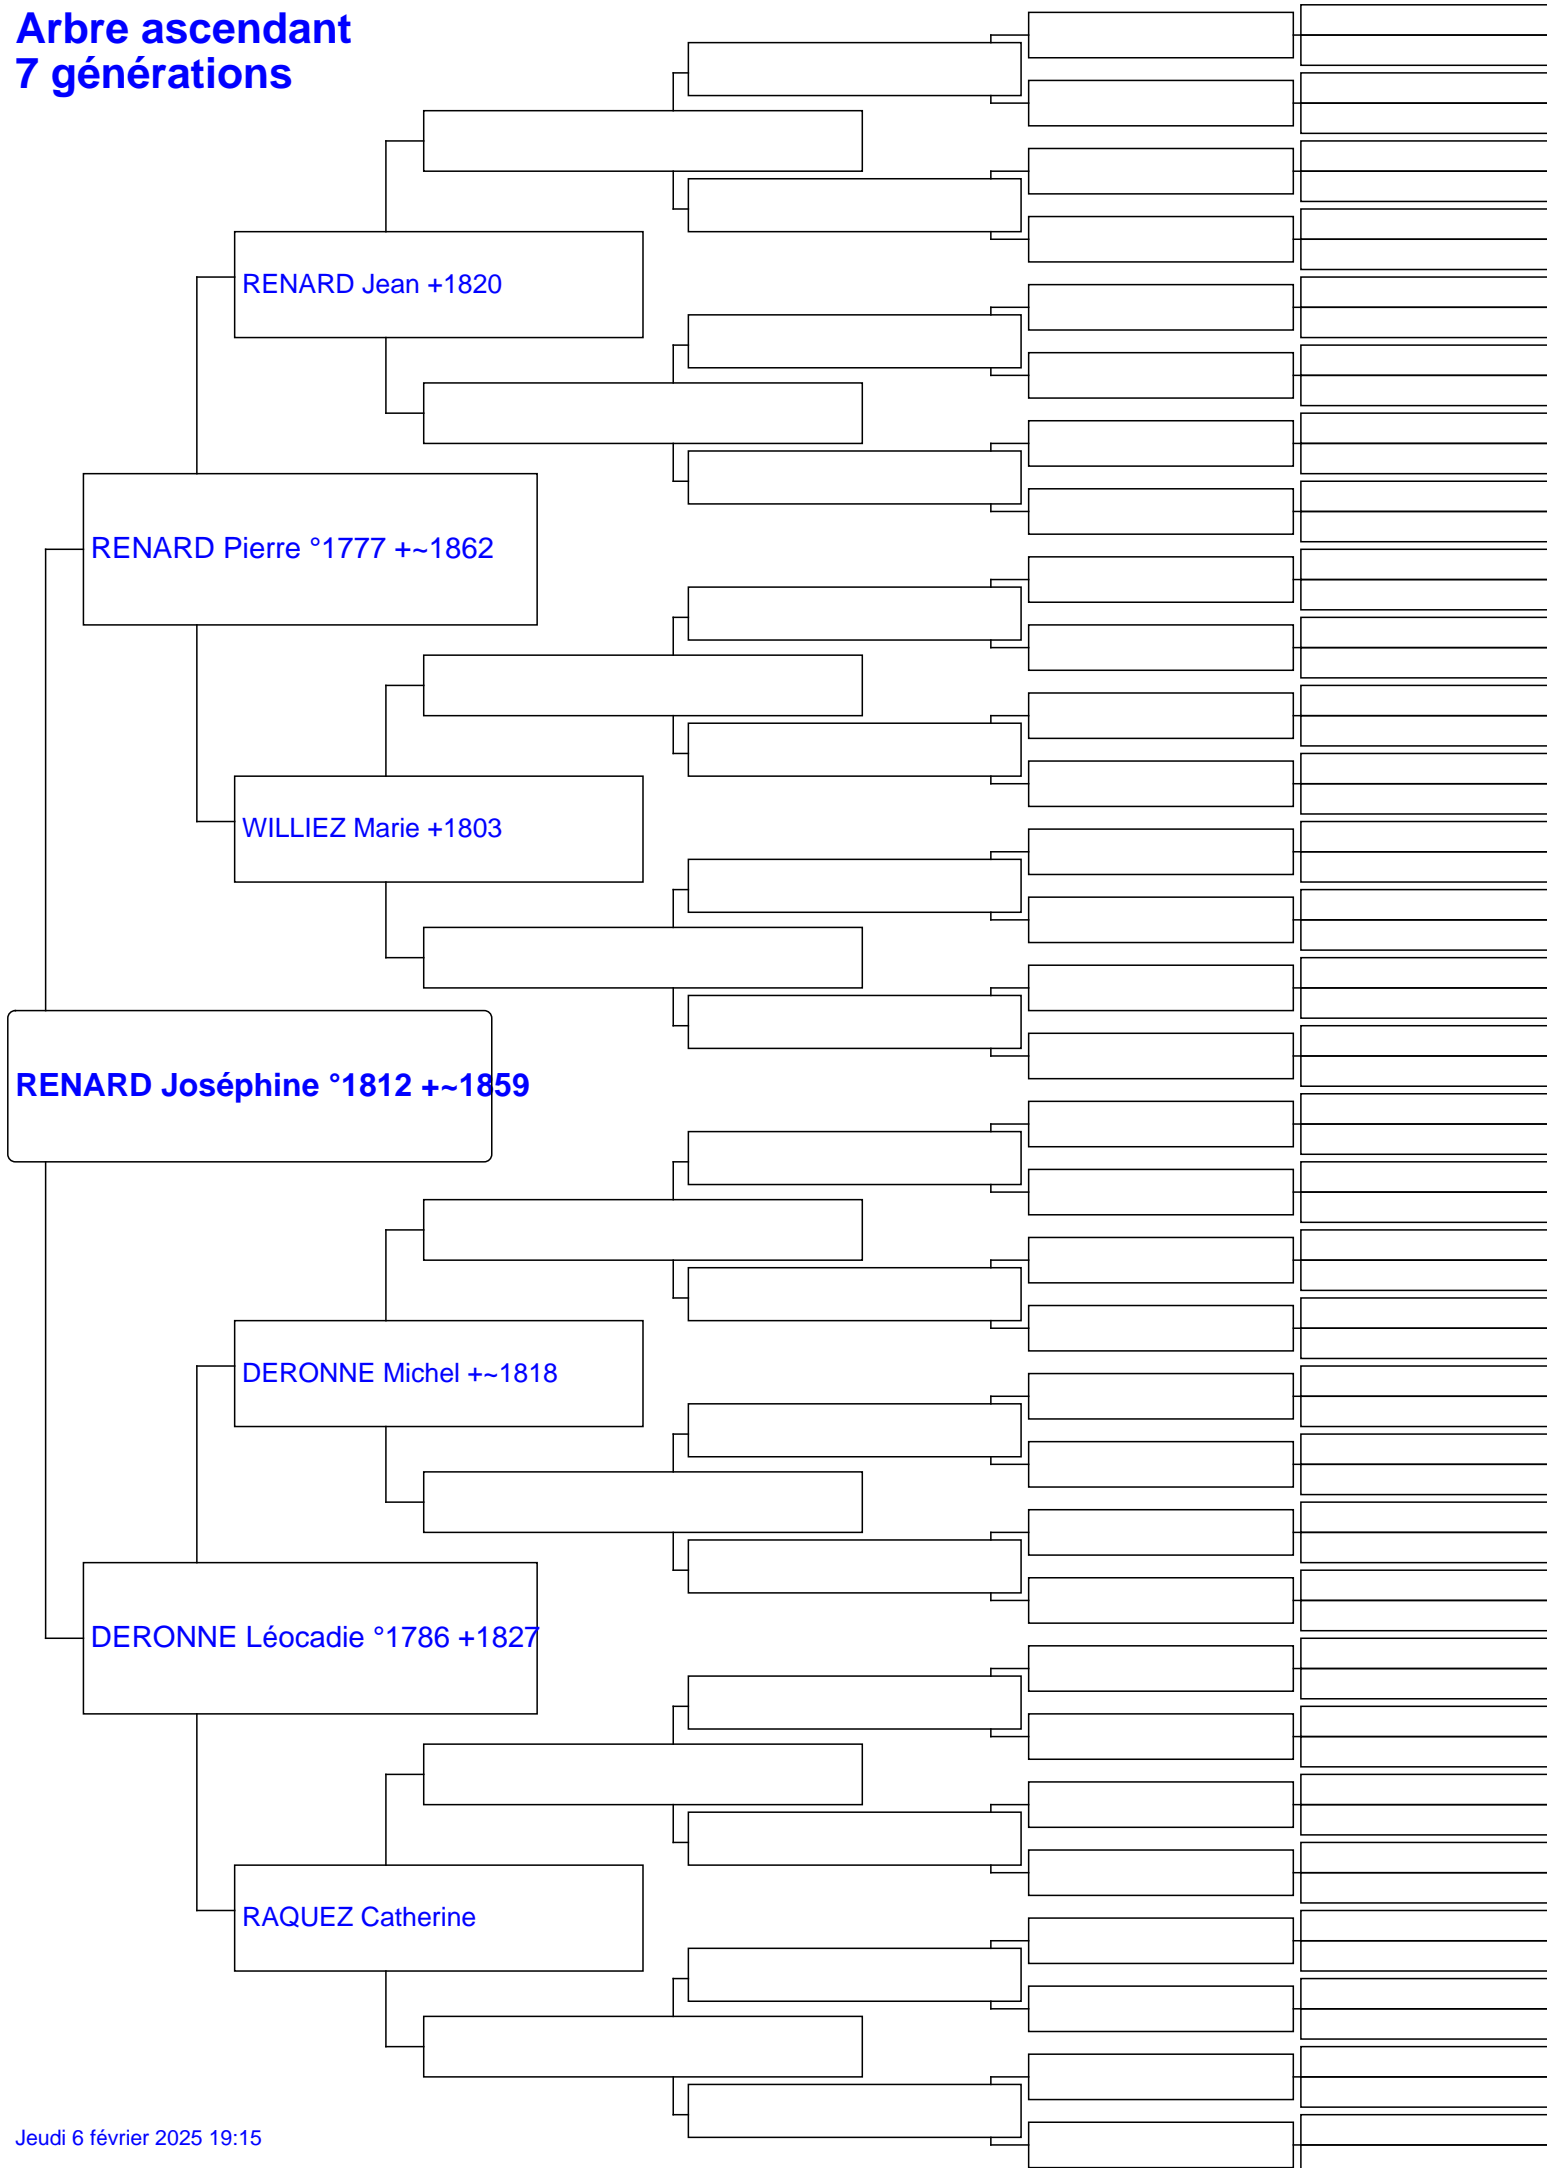 Arbre ascendant
7 générations
RENARD Jean +1820
RENARD Pierre °1777 +~1862
WILLIEZ Marie +1803
RENARD Joséphine °1812 +~1859
DERONNE Michel +~1818
DERONNE Léocadie °1786 +1827
RAQUEZ Catherine
Jeudi 6 février 2025 19:15